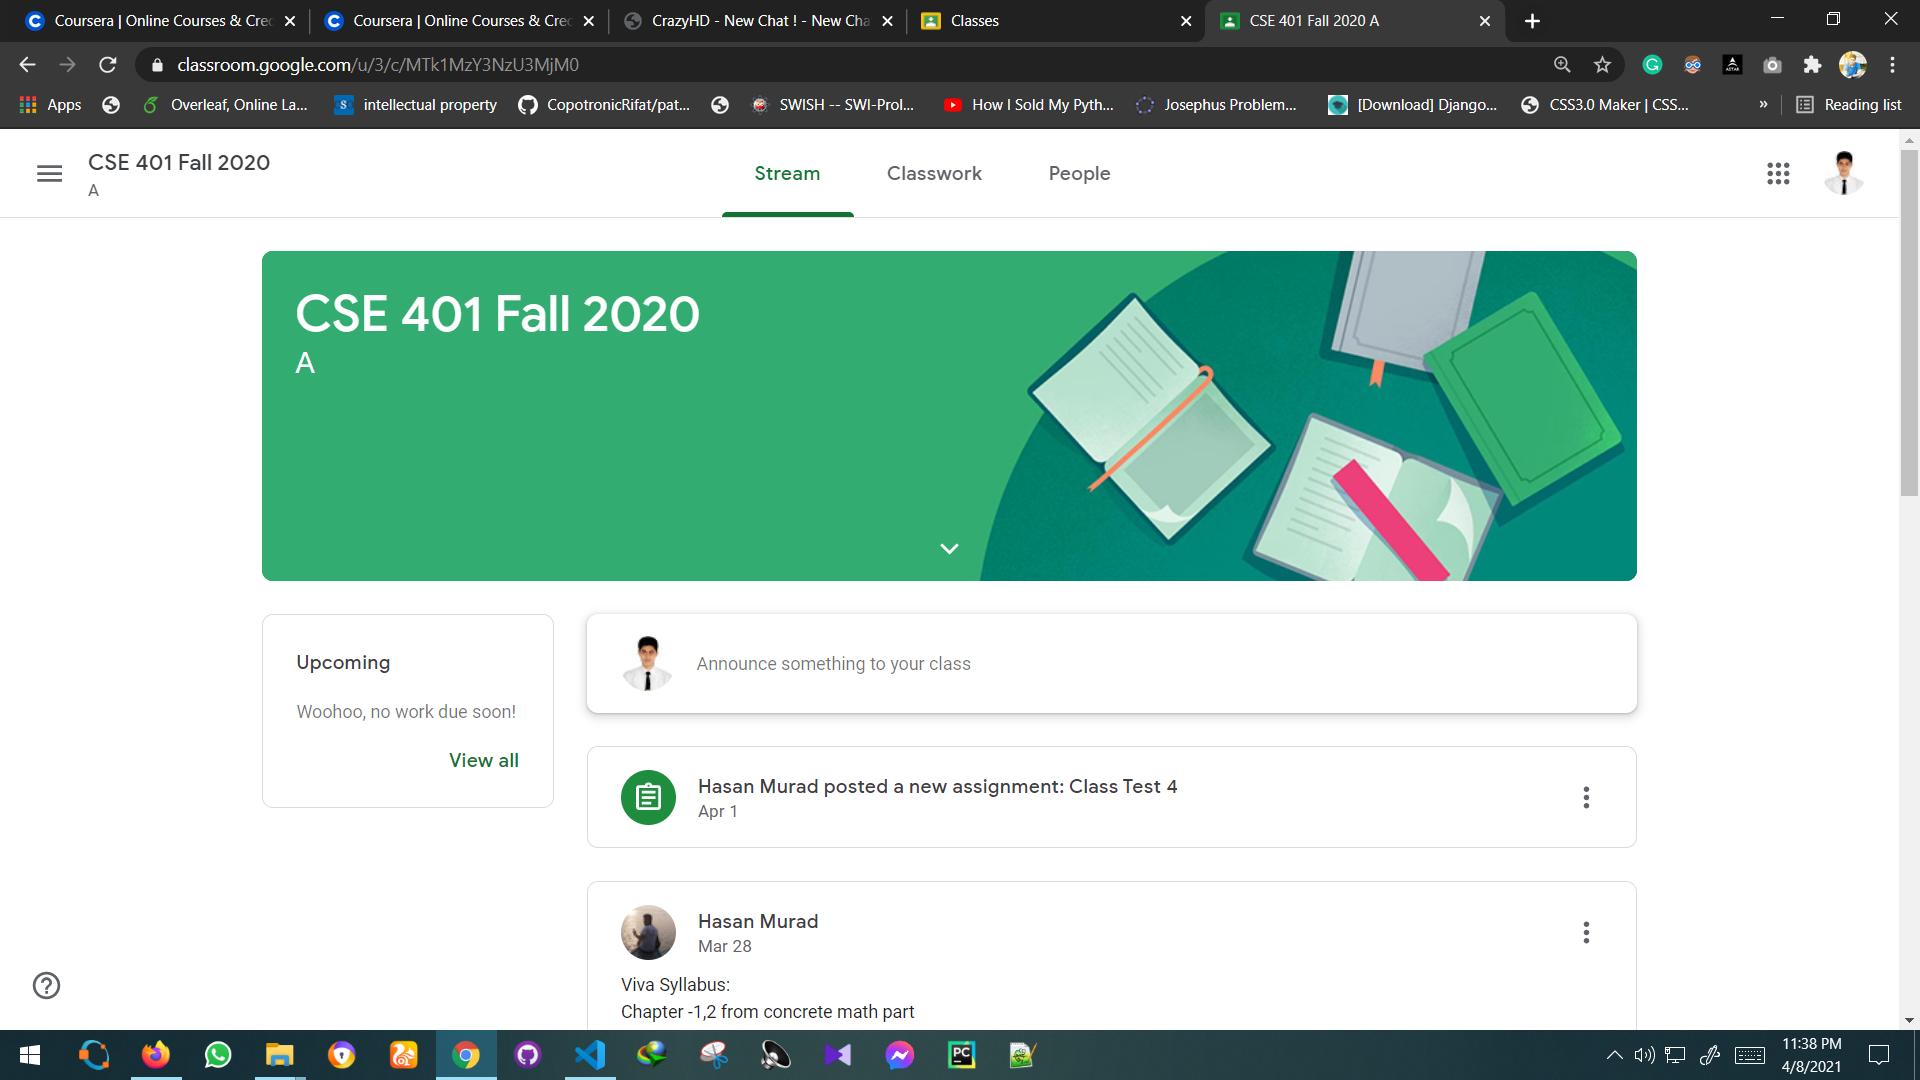 Coursera | Online Courses & Cre
Coursera | Online Courses & Cre
CrazyHD - New Chat ! - New Cha
Classes
CSE 401 Fall 2020 A
classroom.google.com/u/3/c/MTk1MzY3NzU3MjM0
Apps
Overleaf, Online La...
intellectual property
CopotronicRifat/pat...
SWISH -- SWI-Prol...
How I Sold My Pyth...
Josephus Problem...
[Download] Django...
CSS3.0 Maker | CSS...
»
Reading list
CSE 401 Fall 2020
A
Stream
Classwork
People
CSE 401 Fall 2020
A
Upcoming
Woohoo, no work due soon!
View all
Announce something to your class
Hasan Murad posted a new assignment: Class Test 4
Apr 1
Hasan Murad
Mar 28
Viva Syllabus:
Chapter -1,2 from concrete math part
11:38 PM
4/8/2021